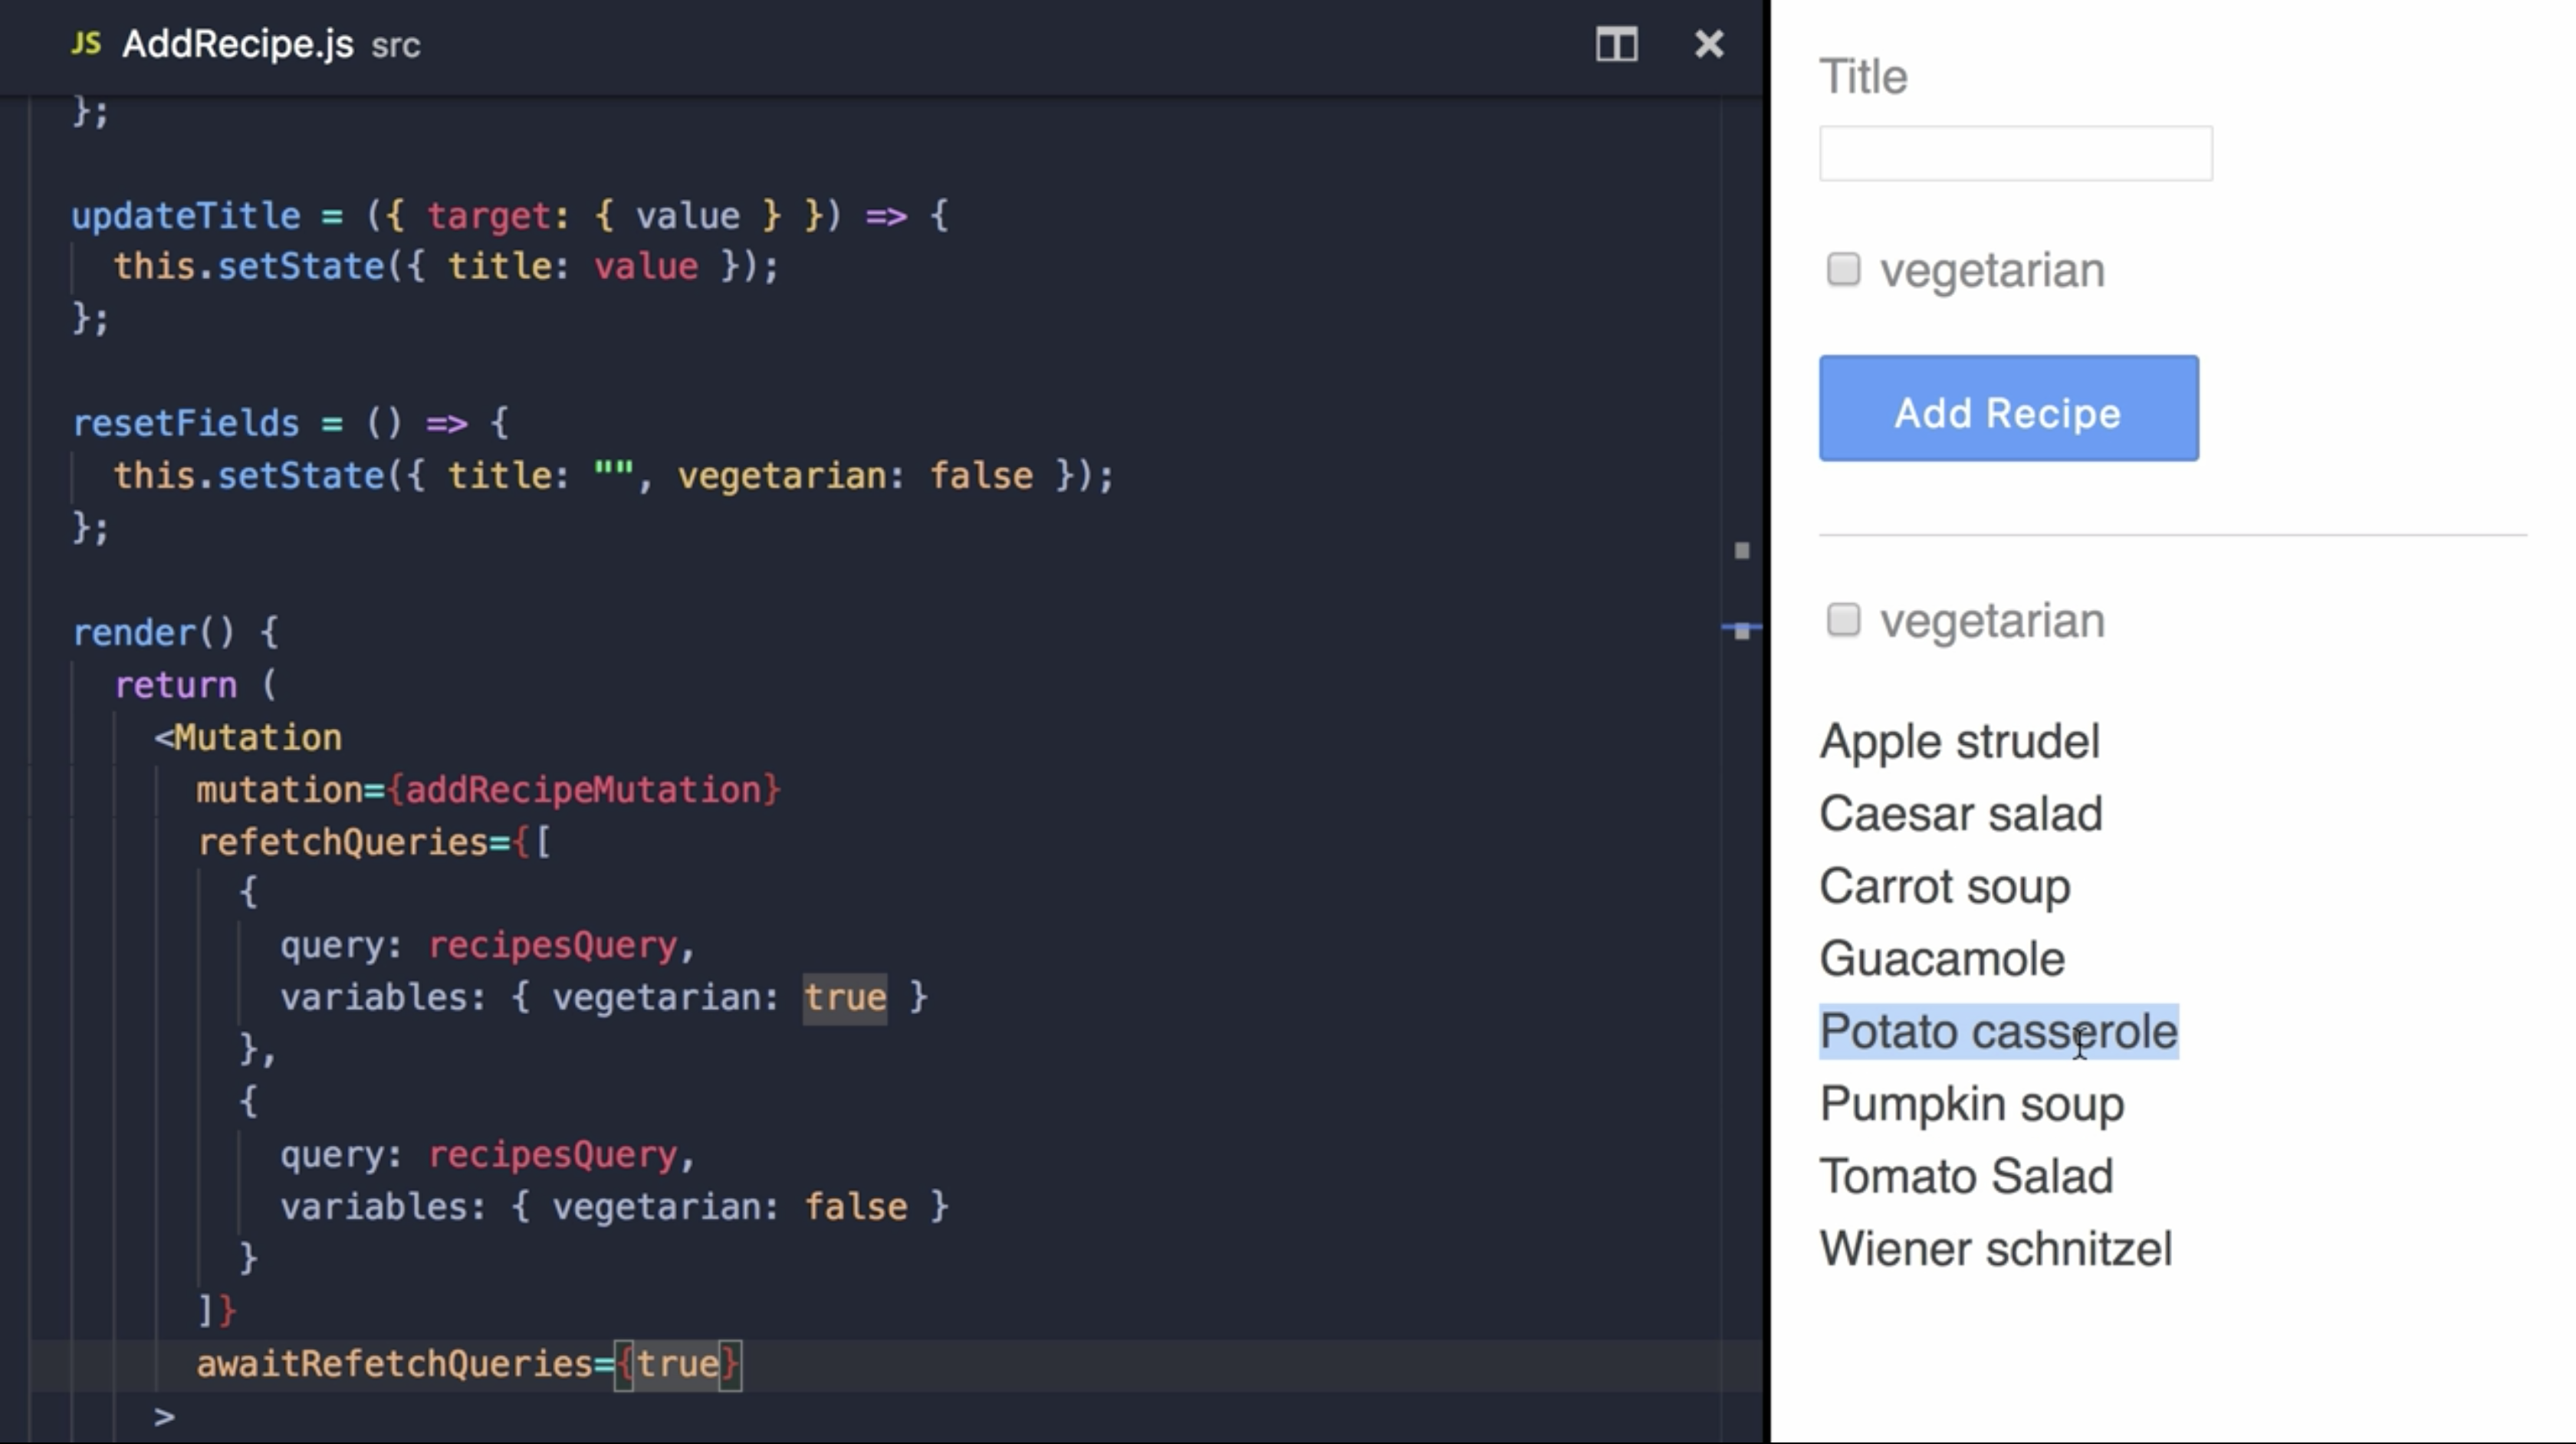 JS AddRecipe.js src
};
updateTitle = ({ target: { value } }) => {
this.setState({ title: value });
};
resetFields = () => {
this.setState({ title: "", vegetarian: false });
};
render() {
return (
<Mutation
mutation={addRecipeMutation}
refetchQueries={[
{
query: recipesQuery,
variables: { vegetarian: true }
},
{
query: recipesQuery,
variables: { vegetarian: false }
}
]}
awaitRefetchQueries={true}
>
Title
vegetarian
Add Recipe
vegetarian
Apple strudel
Caesar salad
Carrot soup
Guacamole
Potato casserole
Pumpkin soup
Tomato Salad
Wiener schnitzel